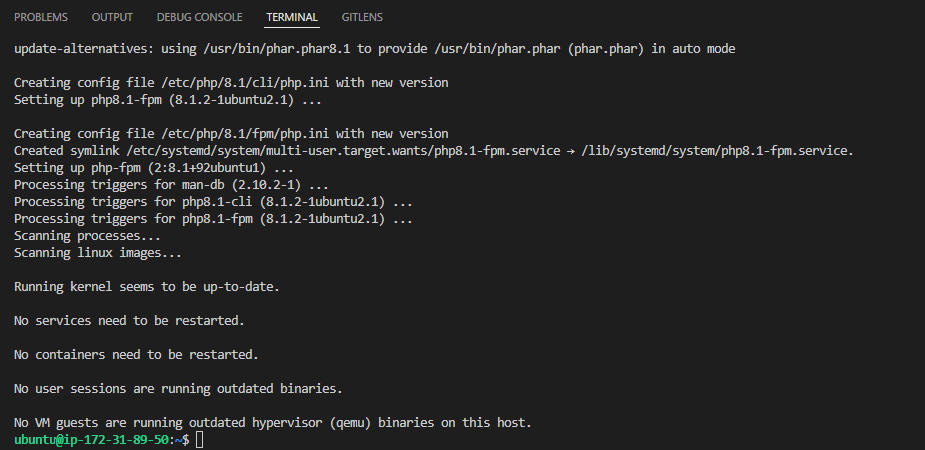 PROBLEMS OUTPUT DEBUG CONSOLE TERMINAL GITLENS
update-alternatives: using /usr/bin/phar.phar8.1 to provide /usr/bin/phar.phar (phar.phar) in auto mode
Creating config file /etc/php/8.1/cli/php.ini with new version
Setting up php8.1-fpm (8.1.2-1ubuntu2.1) ...
Creating config file /etc/php/8.1/fpm/php.ini with new version
Created symlink /etc/systemd/system/multi-user.target.wants/php8.1-fpm.service → /lib/systemd/system/php8.1-fpm.service.
Setting up php-fpm (2:8.1+92ubuntu1) ...
Processing triggers for man-db (2.10.2-1) ...
Processing triggers for php8.1-cli (8.1.2-1ubuntu2.1) ...
Processing triggers for php8.1-fpm (8.1.2-1ubuntu2.1) ...
Scanning processes...
Scanning linux images...
Running kernel seems to be up-to-date.
No services need to be restarted.
No containers need to be restarted.
No user sessions are running outdated binaries.
No VM guests are running outdated hypervisor (qemu) binaries on this host.
ubuntu@ip-172-31-89-50:~$